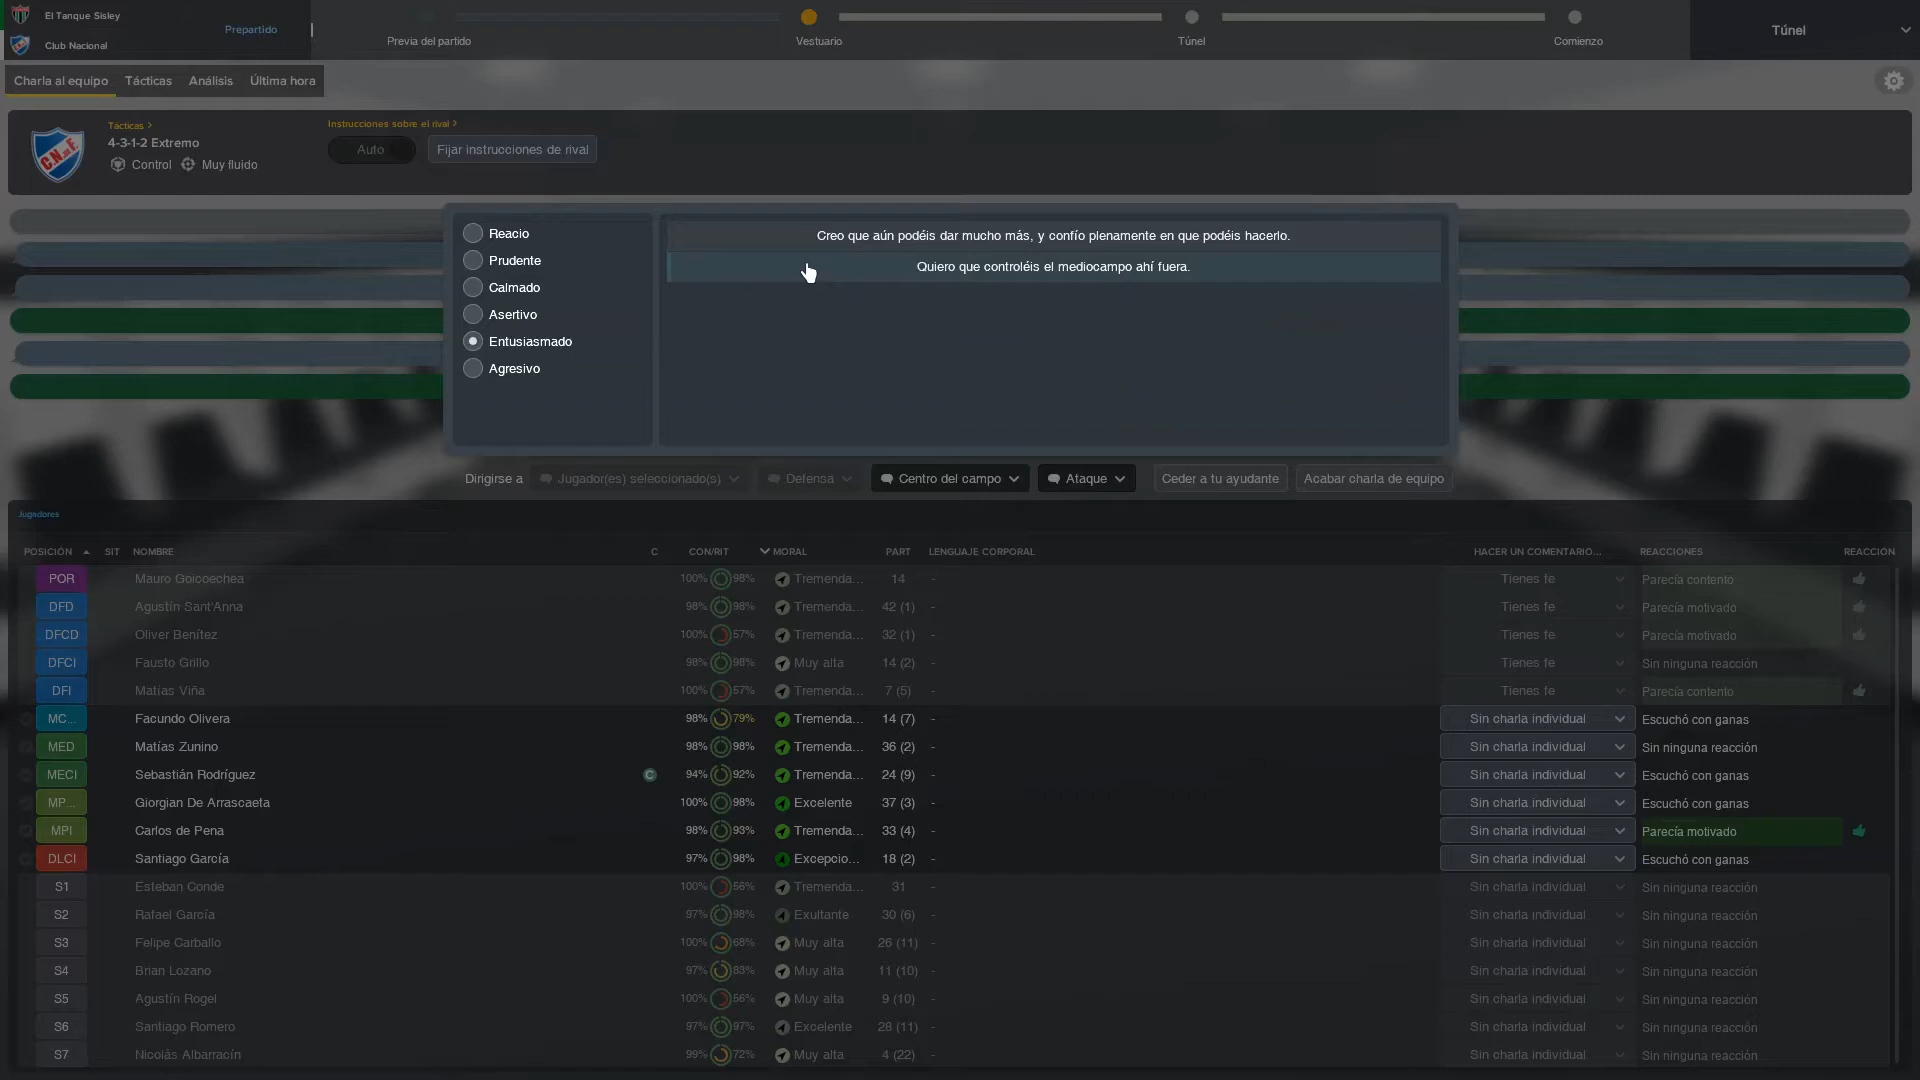 El Tanque Sisley
Club Nacional
Prepartido
Previa del partido
Vestuario
Túnel
Comienzo
Túnel
Charla al equipo Tácticas Análisis Última hora
C.N. de F.
Tácticas >
4-3-1-2 Extremo
Control Muy fluido
Instrucciones sobre el rival >
Auto Fijar instrucciones de rival
Reacio
Prudente
Calmado
Asertivo
Entusiasmado
Agresivo
Creo que aún podéis dar mucho más, y confío plenamente en que podéis hacerlo.
Quiero que controléis el mediocampo ahí fuera.
Dirigirse a Jugador(es) seleccionado(s) Defensa Centro del campo Ataque Ceder a tu ayudante Acabar charla de equipo
Jugadores
POSICIÓN SIT NOMBRE C CON/RIT MORAL PART LENGUAJE CORPORAL HACER UN COMENTARIO... REACCIONES REACCIÓN
POR Mauro Goicoechea 100% 98% Tremenda... 14 - Tienes fe Parecía contento
DFD Agustín Sant'Anna 98% 98% Tremenda... 42 (1) - Tienes fe Parecía motivado
DFCD Oliver Benítez 100% 57% Tremenda... 32 (1) - Tienes fe Parecía motivado
DFCI Fausto Grillo 98% 98% Muy alta 14 (2) - Tienes fe Sin ninguna reacción
DFI Matías Viña 100% 57% Tremenda... 7 (5) - Tienes fe Parecía contento
MC... Facundo Olivera 98% 79% Tremenda... 14 (7) - Sin charla individual Escuchó con ganas
MED Matías Zunino 98% 98% Tremenda... 36 (2) - Sin charla individual Sin ninguna reacción
MECI Sebastián Rodríguez C 94% 92% Tremenda... 24 (9) - Sin charla individual Escuchó con ganas
MP... Giorgian De Arrascaeta 100% 98% Excelente 37 (3) - Sin charla individual Escuchó con ganas
MPI Carlos de Pena 98% 93% Tremenda... 33 (4) - Sin charla individual Parecía motivado
DLCI Santiago García 97% 98% Excepcio... 18 (2) - Sin charla individual Escuchó con ganas
S1 Esteban Conde 100% 56% Tremenda... 31 - Sin charla individual Sin ninguna reacción
S2 Rafael García 97% 98% Exultante 30 (6) - Sin charla individual Sin ninguna reacción
S3 Felipe Carballo 100% 68% Muy alta 26 (11) - Sin charla individual Sin ninguna reacción
S4 Brian Lozano 97% 83% Muy alta 11 (10) - Sin charla individual Sin ninguna reacción
S5 Agustín Rogel 100% 56% Muy alta 9 (10) - Sin charla individual Sin ninguna reacción
S6 Santiago Romero 97% 97% Excelente 28 (11) - Sin charla individual Sin ninguna reacción
S7 Nicolás Albarracín 99% 72% Muy alta 4 (22) - Sin charla individual Sin ninguna reacción